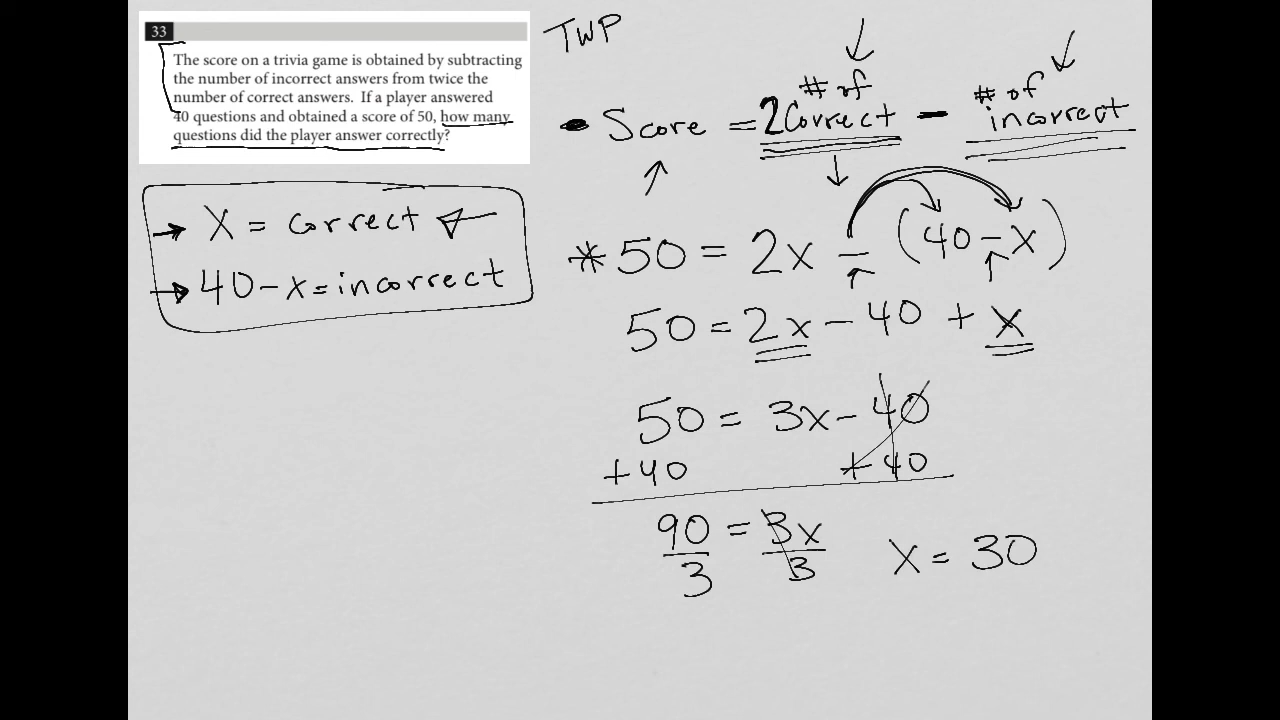 33
The score on a trivia game is obtained by subtracting
the number of incorrect answers from twice the
number of correct answers. If a player answered
40 questions and obtained a score of 50, how many
questions did the player answer correctly?
X = correct
40 - x = incorrect
TWP
# of # of
Score = 2 correct - incorrect
* 50 = 2x - (40 - x)
50 = 2x - 40 + x
50 = 3x - 40
+40 +40
90 = 3x
3 3
X = 30